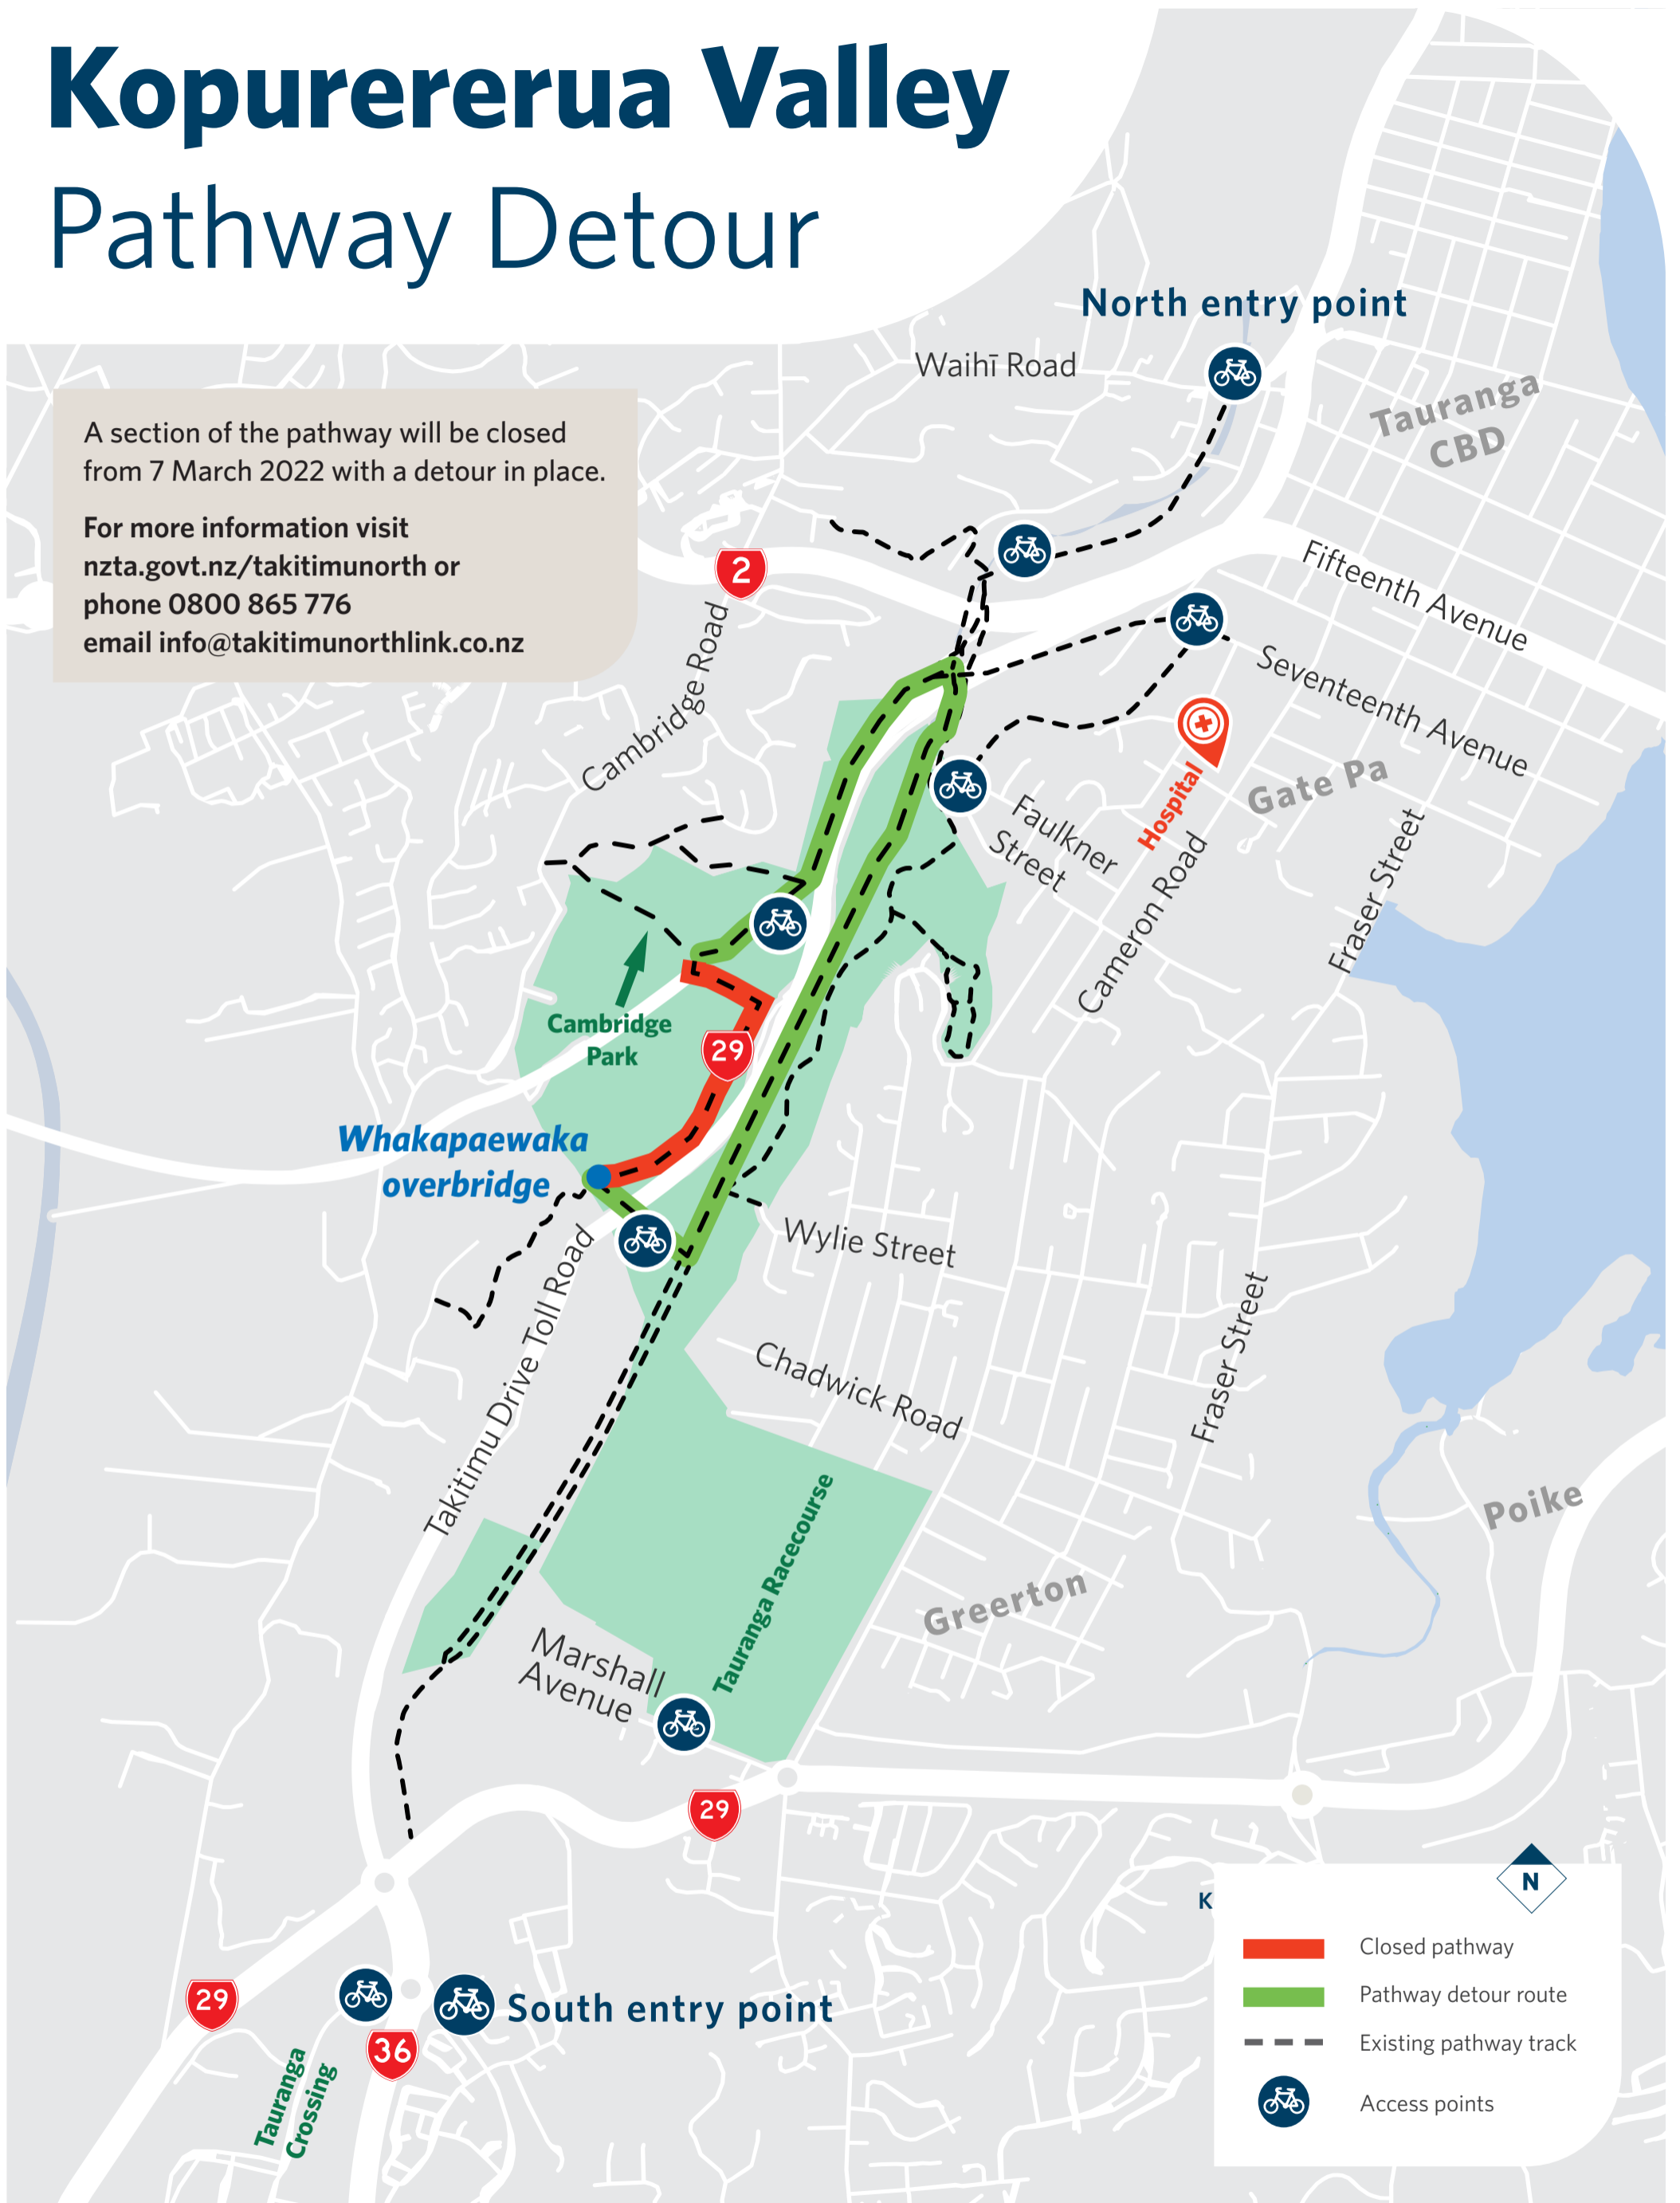 Kopurererua Valley
Pathway Detour
A section of the pathway will be closed
from 7 March 2022 with a detour in place.
For more information visit
nzta.govt.nz/takitimunorth or
phone 0800 865 776
email info@takitimunorthlink.co.nz
North entry point
Waihī Road
Tauranga
CBD
2
Fifteenth Avenue
Cambridge Road
Seventeenth Avenue
Hospital
Gate Pa
Faulkner
Street
Cameron Road
Fraser Street
Cambridge
Park
29
Whakapaewaka
overbridge
Wylie Street
Takitimu Drive Toll Road
Chadwick Road
Fraser Street
Tauranga Racecourse
Poike
Greerton
Marshall
Avenue
29
K
N
Closed pathway
29
Pathway detour route
South entry point
36
Existing pathway track
Tauranga
Crossing
Access points